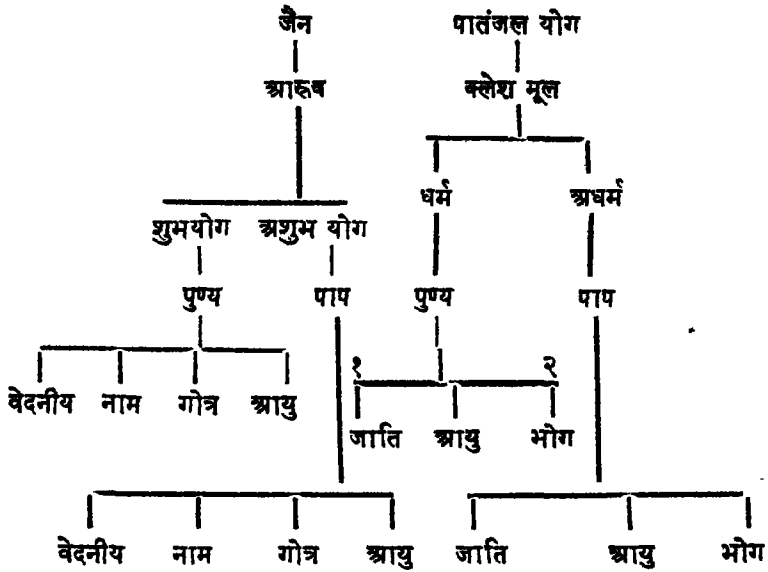 जैन पातंजल योग
आस्रव क्लेश मूल
धर्म अधर्म
शुभयोग अशुभ योग
पुण्य पाप पुण्य पाप
१ २
वेदनीय नाम गोत्र आयु
जाति आयु भोग
वेदनीय नाम गोत्र आयु जाति आयु भोग